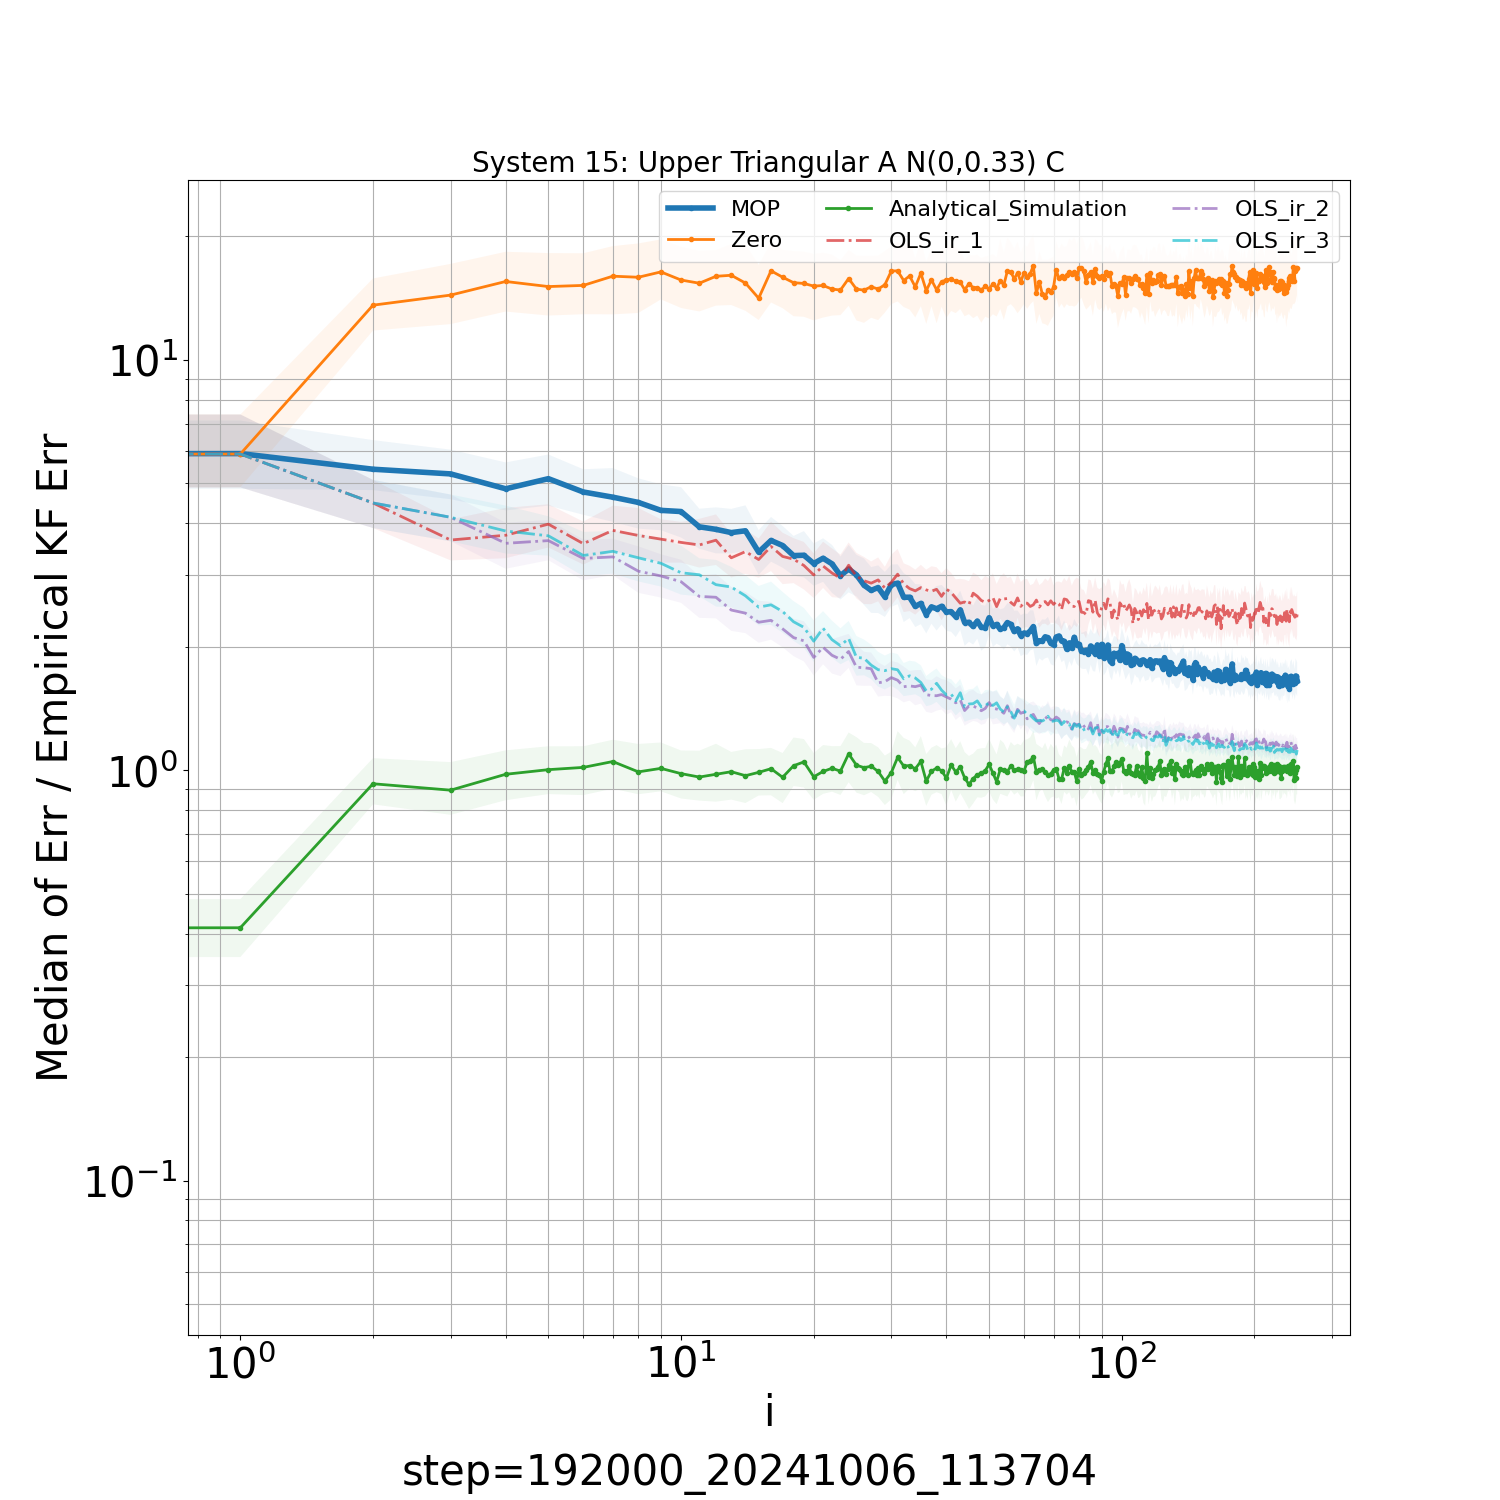 System 15: Upper Triangular A N(0,0.33) C
MOP
Zero
Analytical_Simulation
OLS_ir_1
OLS_ir_2
OLS_ir_3
Median of Err / Empirical KF Err
10¹
10⁰
10⁻¹
10⁰ 10¹ 10²
i
step=192000_20241006_113704